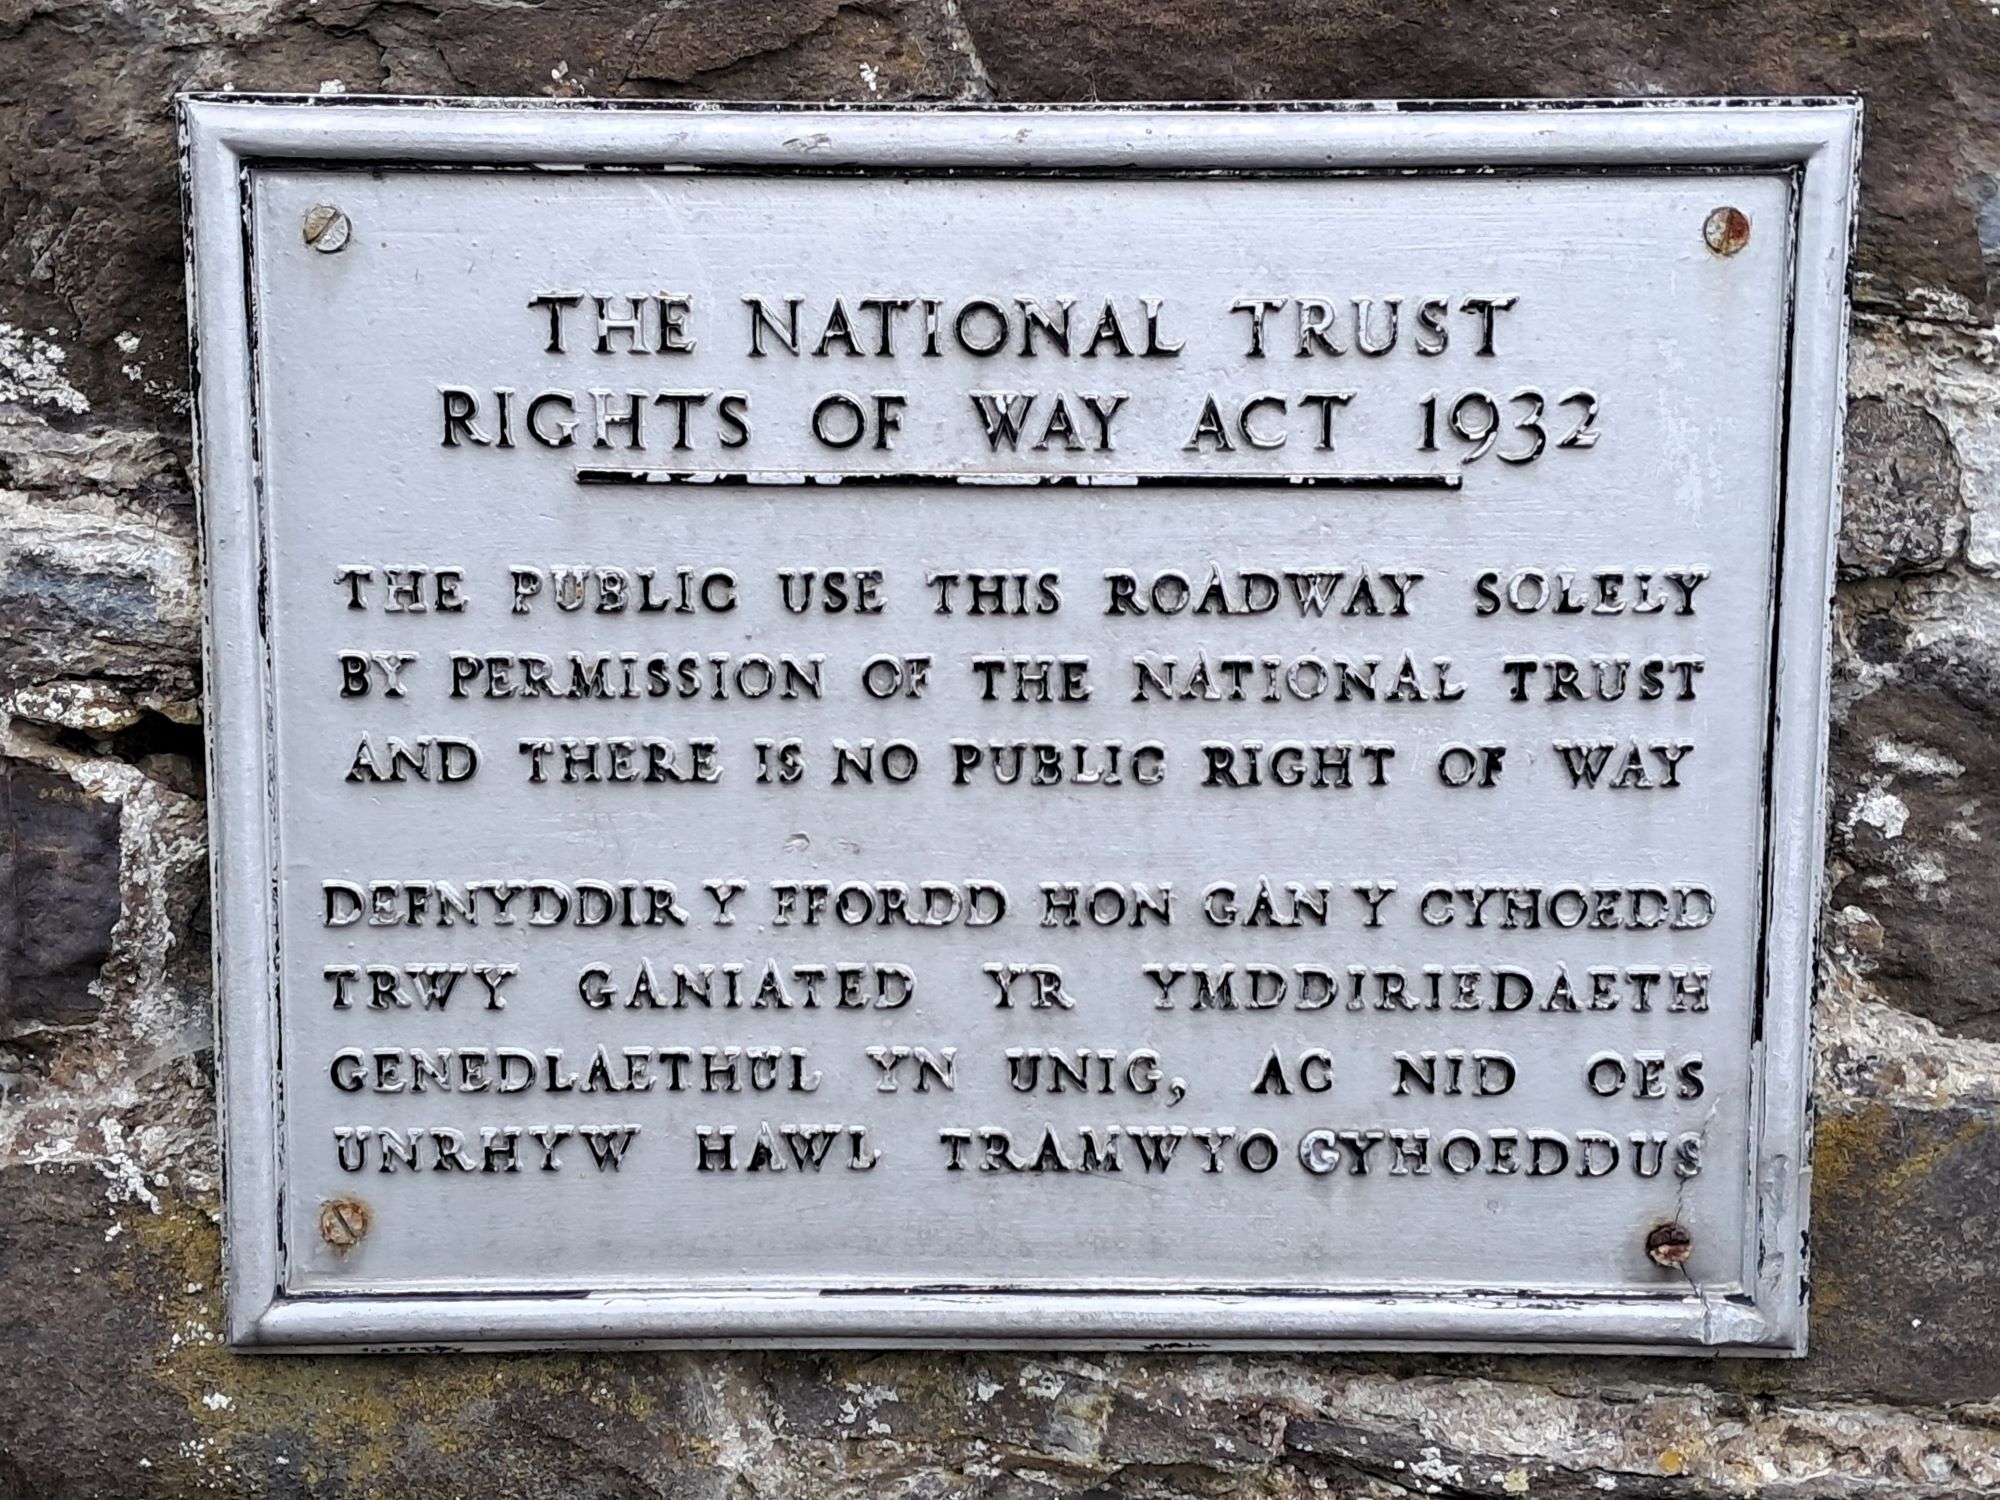 THE NATIONAL TRUST
RIGHTS OF WAY ACT 1932
THE PUBLIC USE THIS ROADWAY SOLELY
BY PERMISSION OF THE NATIONAL TRUST
AND THERE IS NO PUBLIC RIGHT OF WAY
DEFNYDDIR Y FFORDD HON GAN Y CYHOEDD
TRWY GANIATED YR YMDDIRIEDAETH
GENEDLAETHOL YN UNIG, AC NID OES
UNRHYW HAWL TRAMWYO GYHOEDDUS